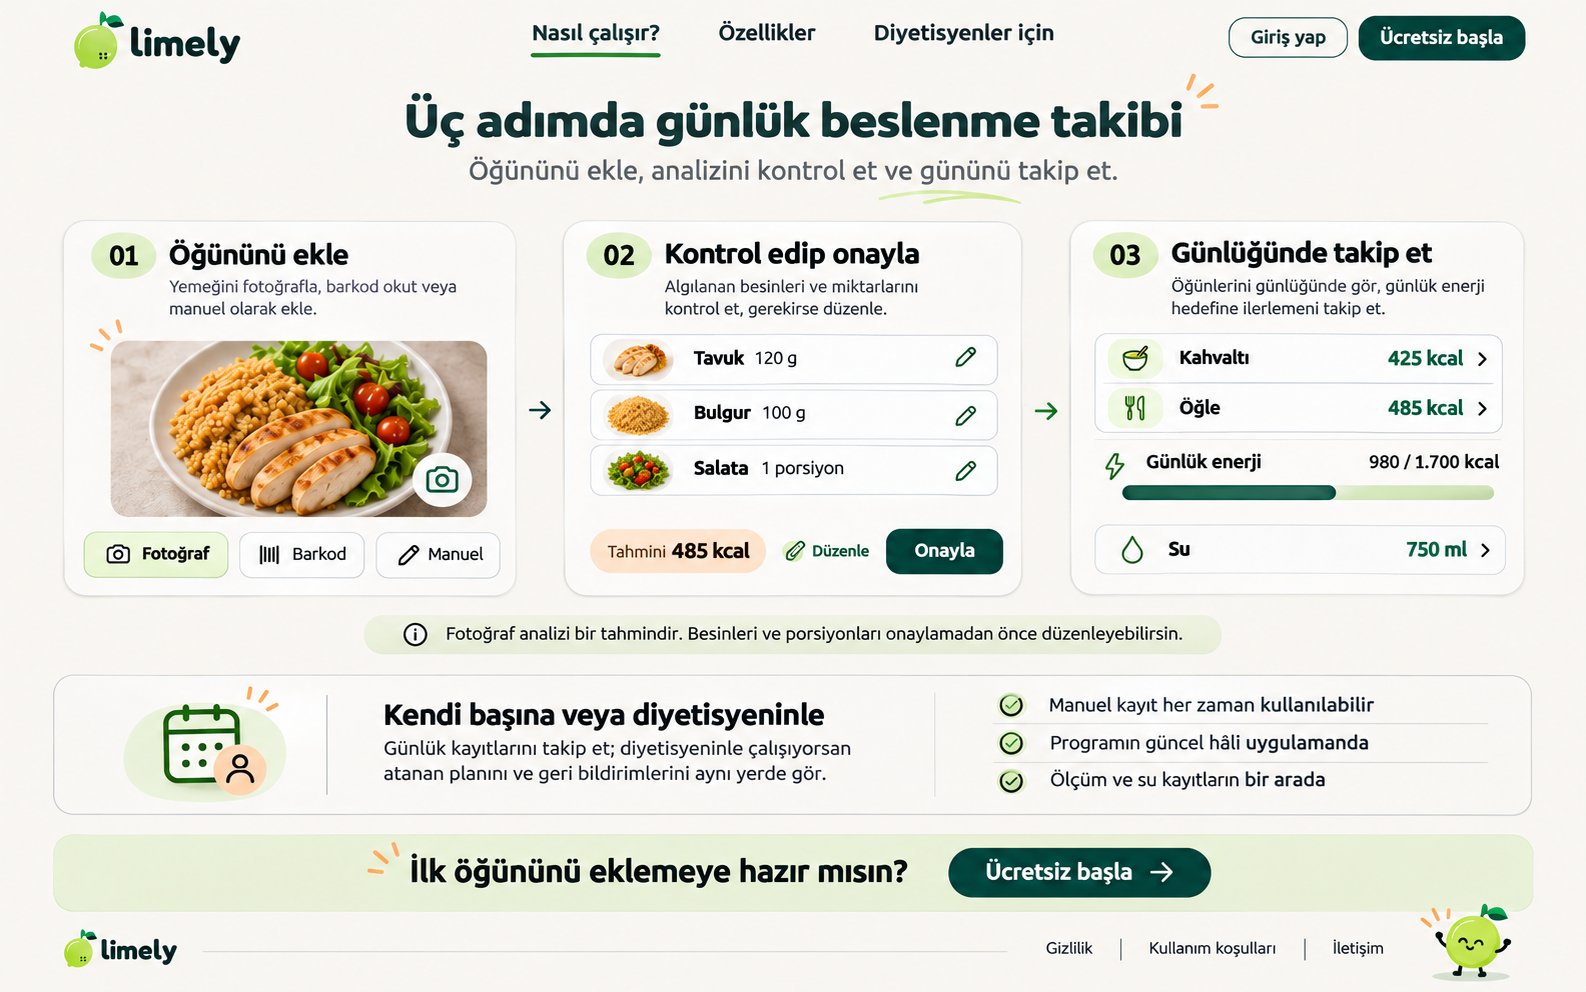 limely
Nasıl çalışır?
Özellikler
Diyetisyenler için
Giriş yap
Ücretsiz başla
Üç adımda günlük beslenme takibi
Öğününü ekle, analizini kontrol et ve gününü takip et.
01
Öğününü ekle
Yemeğini fotoğrafla, barkod okut veya
manuel olarak ekle.
Fotoğraf
Barkod
Manuel
02
Kontrol edip onayla
Algılanan besinleri ve miktarlarını
kontrol et, gerekirse düzenle.
Tavuk 120 g
Bulgur 100 g
Salata 1 porsiyon
Tahmini 485 kcal
Düzenle
Onayla
03
Günlüğünde takip et
Öğünlerini günlüğünde gör, günlük enerji
hedefine ilerlemeni takip et.
Kahvaltı 425 kcal
Öğle 485 kcal
Günlük enerji 980 / 1.700 kcal
Su 750 ml
Fotoğraf analizi bir tahmindir. Besinleri ve porsiyonları onaylamadan önce düzenleyebilirsin.
Kendi başına veya diyetisyeninle
Günlük kayıtlarını takip et; diyetisyeninle çalışıyorsan
atanan planını ve geri bildirimlerini aynı yerde gör.
Manuel kayıt her zaman kullanılabilir
Programın güncel hâli uygulamanda
Ölçüm ve su kayıtların bir arada
İlk öğününü eklemeye hazır mısın?
Ücretsiz başla
limely
Gizlilik
Kullanım koşulları
İletişim